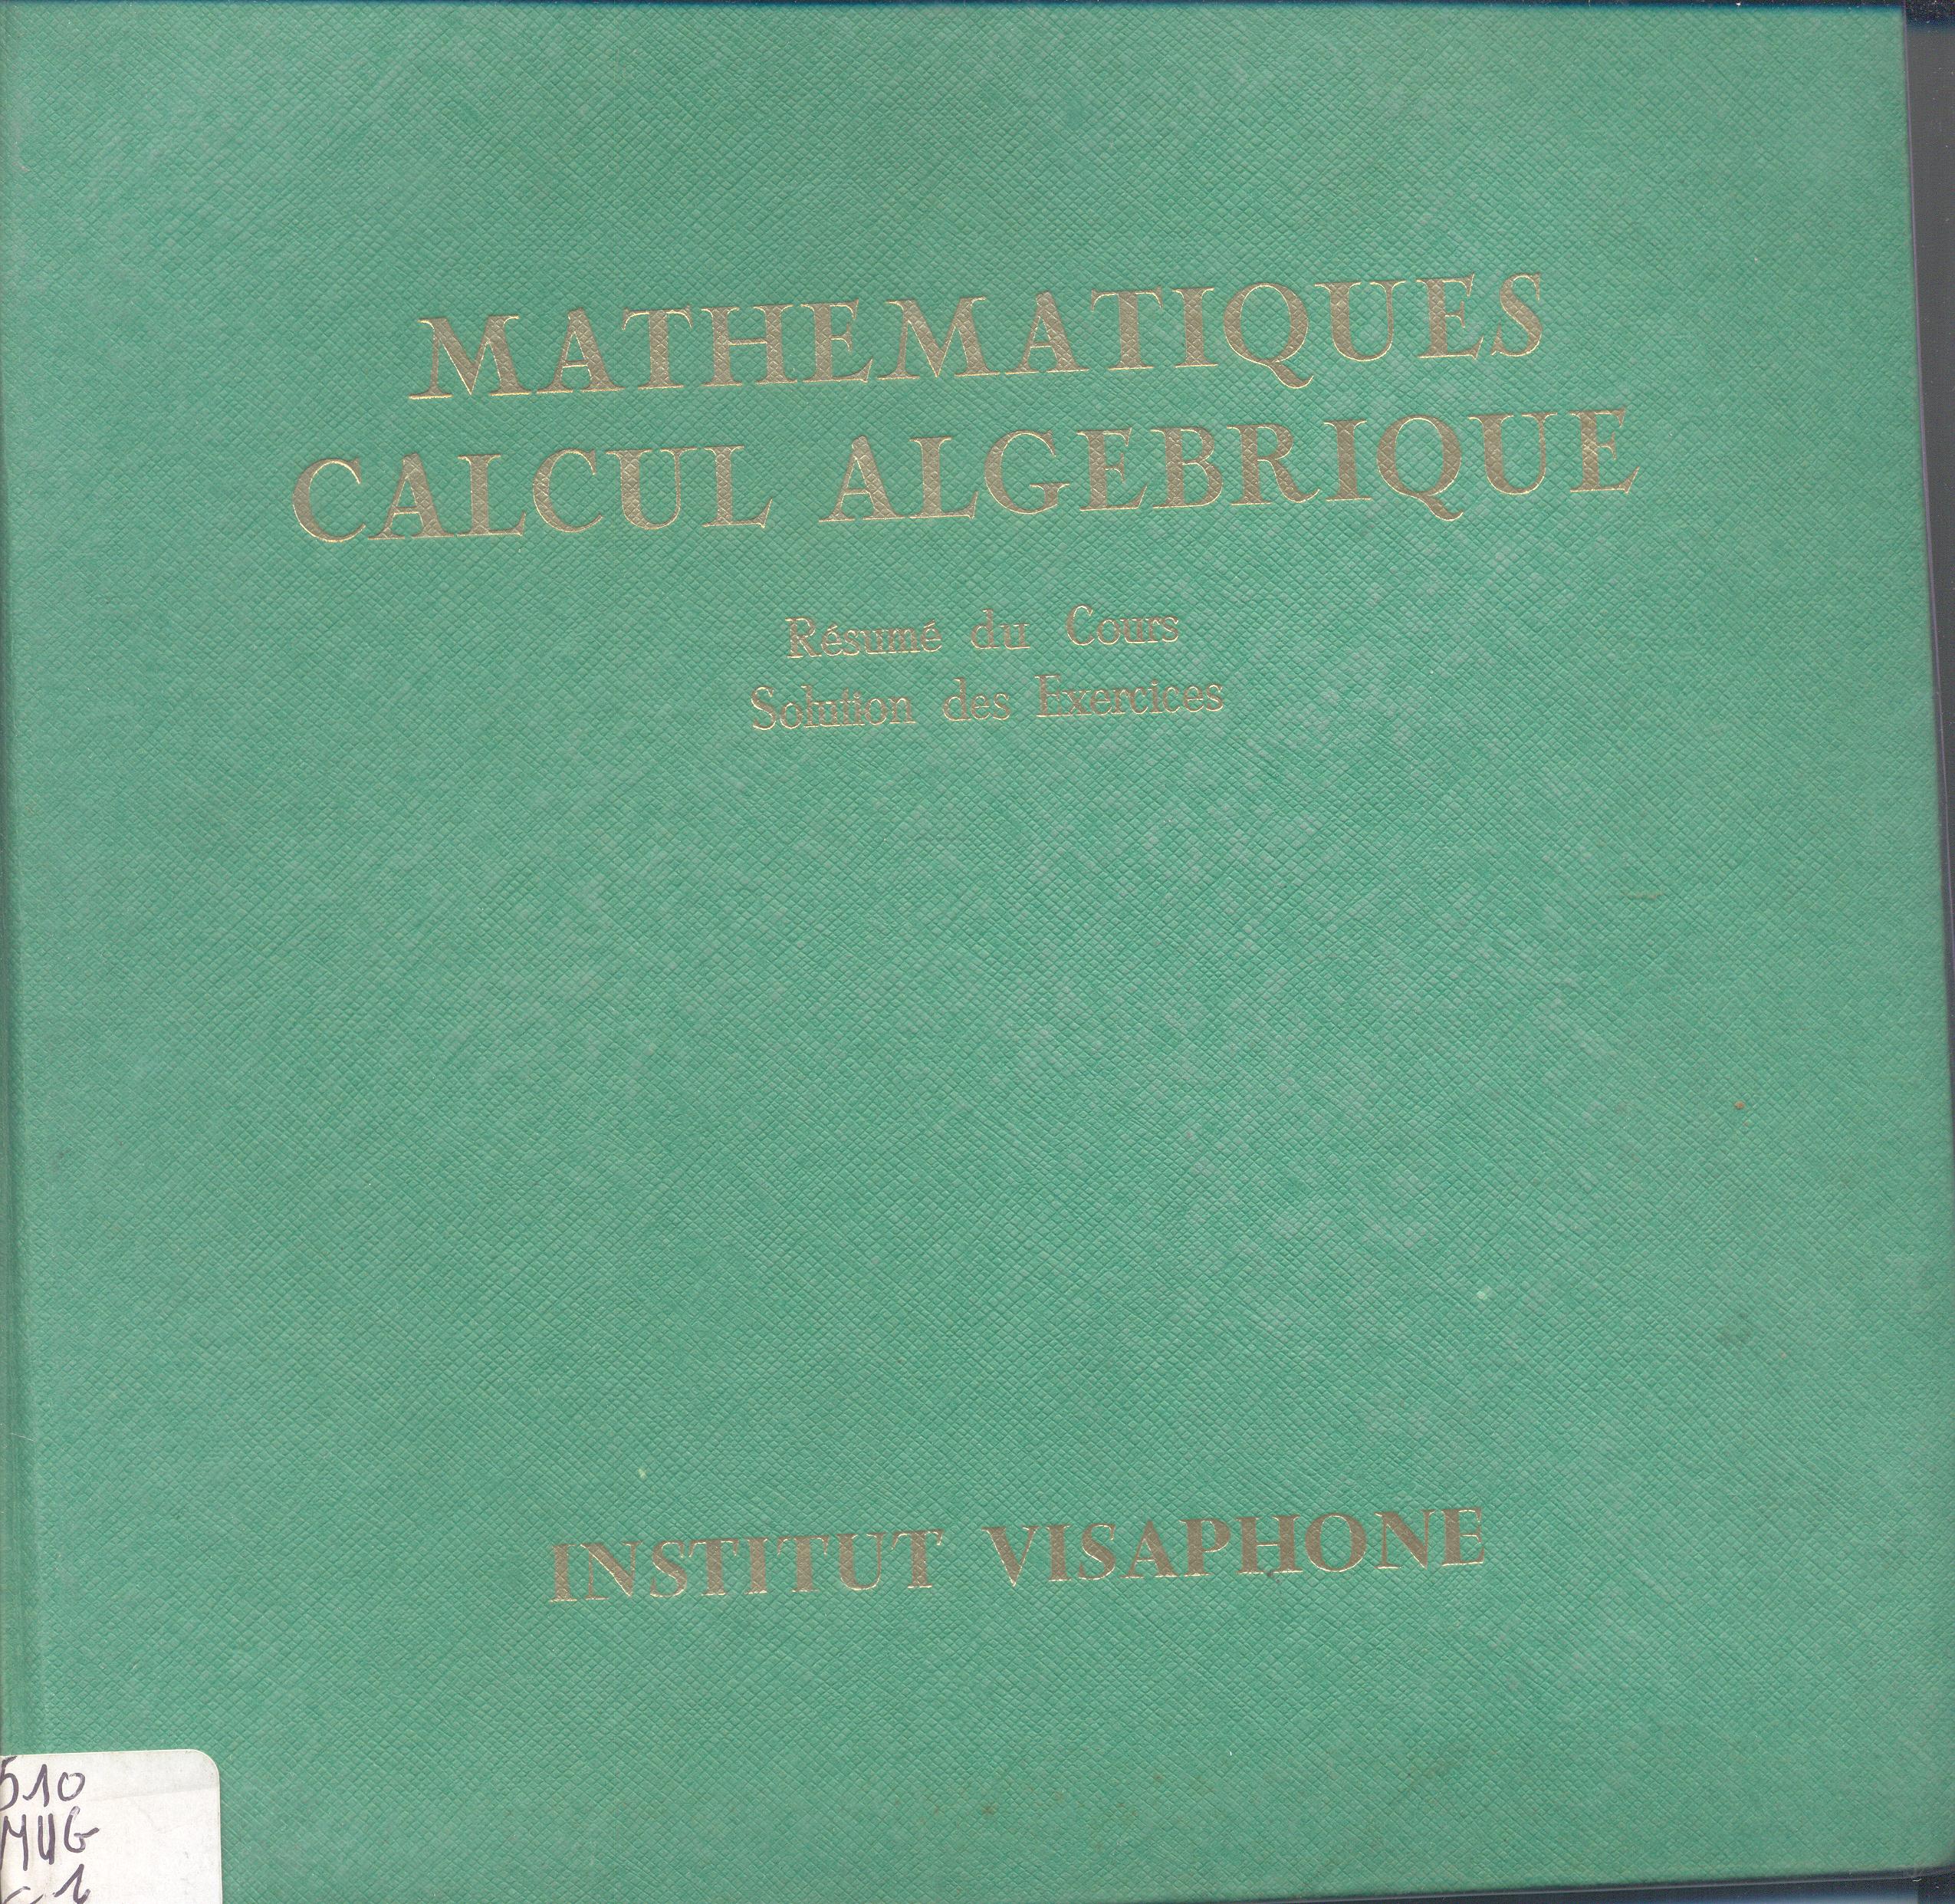 MATHEMATIQUES
CALCUL ALGEBRIQUE
Résumé du Cours
Solution des Exercices
INSTITUT VISAPHONE
510
MUG